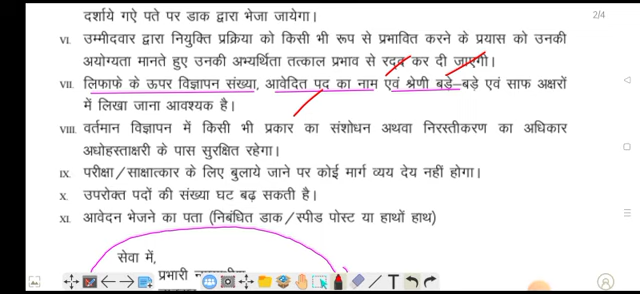 दर्शाये गऐ पते पर डाक द्वारा भेजा जायेगा।
2/4
VI. उम्मीदवार द्वारा नियुक्ति प्रक्रिया को किसी भी रूप से प्रभावित करने के प्रयास को उनकी
अयोग्यता मानते हुए उनकी अभ्यर्थिता तत्काल प्रभाव से रदद कर दी जाएगी।
VII. लिफाफे के ऊपर विज्ञापन संख्या, आवेदित पद का नाम एवं श्रेणी बड़े–बड़े एवं साफ अक्षरों
में लिखा जाना आवश्यक है।
VIII. वर्तमान विज्ञापन में किसी भी प्रकार का संशोधन अथवा निरस्तीकरण का अधिकार
अधोहस्ताक्षरी के पास सुरक्षित रहेगा।
IX. परीक्षा/साक्षात्कार के लिए बुलाये जाने पर कोई मार्ग व्यय देय नहीं होगा।
X. उपरोक्त पदों की संख्या घट बढ़ सकती है।
XI. आवेदन भेजने का पता (निबंधित डाक/स्पीड पोस्ट या हाथों हाथ)
सेवा में,
प्रभारी